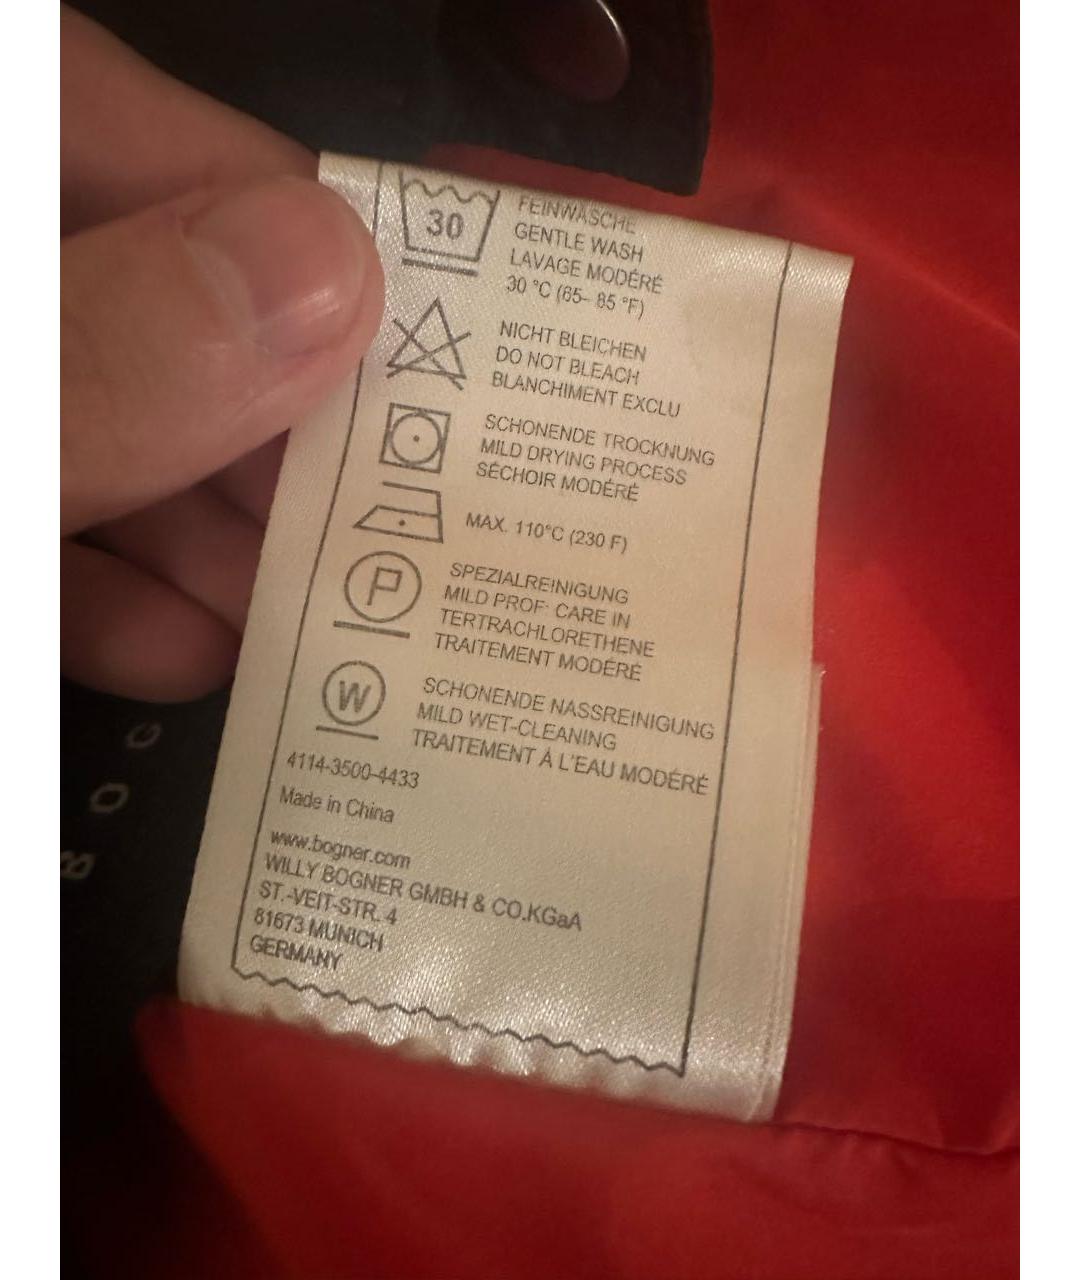 30
FEINWÄSCHE
GENTLE WASH
LAVAGE MODÉRÉ
30 °C (65- 85 °F)
NICHT BLEICHEN
DO NOT BLEACH
BLANCHIMENT EXCLU
SCHONENDE TROCKNUNG
MILD DRYING PROCESS
SÉCHOIR MODÉRÉ
MAX. 110°C (230 F)
P
SPEZIALREINIGUNG
MILD PROF· CARE IN
TERTRACHLORETHENE
TRAITEMENT MODÉRÉ
W
SCHONENDE NASSREINIGUNG
MILD WET-CLEANING
TRAITEMENT À L'EAU MODÉRÉ
4114-3500-4433
Made in China
www.bogner.com
WILLY BOGNER GMBH & CO.KGaA
ST.-VEIT-STR. 4
81673 MUNICH
GERMANY
B O G